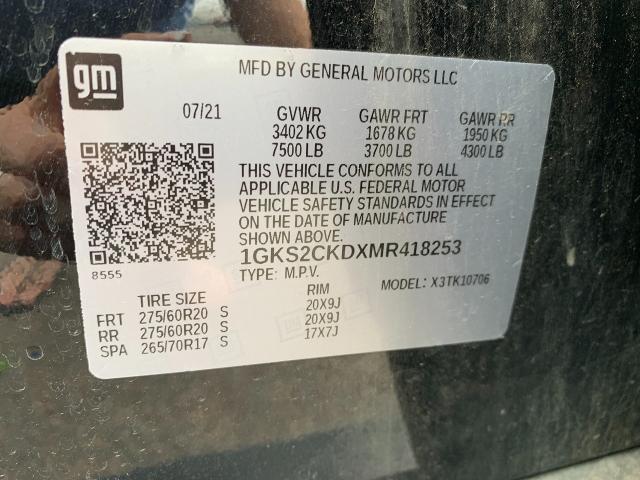 gm
MFD BY GENERAL MOTORS LLC
07/21 GVWR GAWR FRT GAWR RR
3402 KG 1678 KG 1950 KG
7500 LB 3700 LB 4300 LB
THIS VEHICLE CONFORMS TO ALL
APPLICABLE U.S. FEDERAL MOTOR
VEHICLE SAFETY STANDARDS IN EFFECT
ON THE DATE OF MANUFACTURE
SHOWN ABOVE.
1GKS2CKDXMR418253
8555
TYPE: M.P.V. MODEL: X3TK10706
TIRE SIZE RIM
FRT 275/60R20 S 20X9J
RR 275/60R20 S 20X9J
SPA 265/70R17 S 17X7J